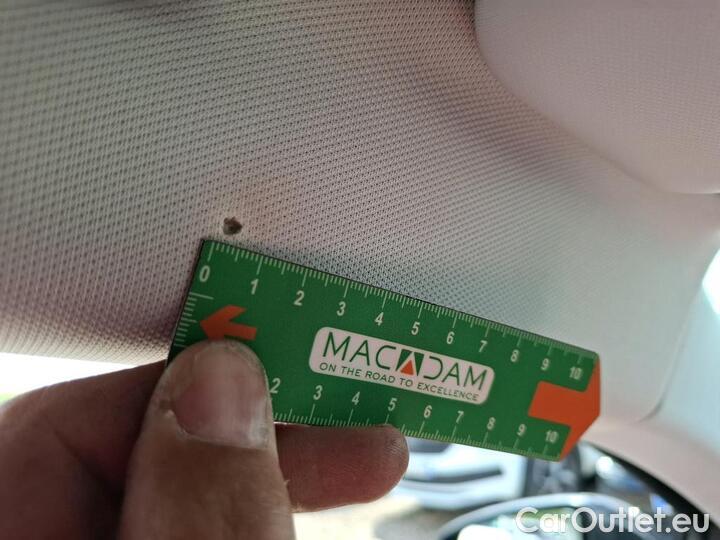 0 1 2 3 4 5 6 7 8 9 10
MACADAM
ON THE ROAD TO EXCELLENCE
2 3 4 5 6 7 8 9 10
CarOutlet.eu